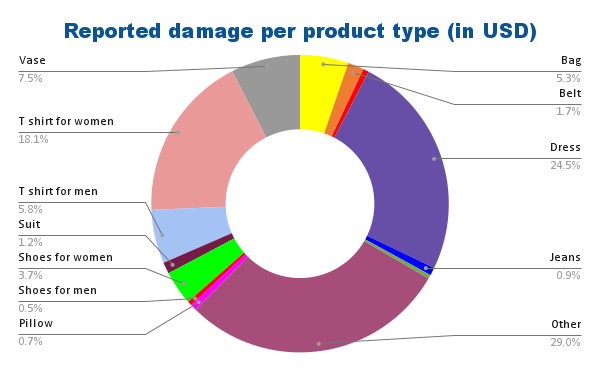 Reported damage per product type (in USD)
Vase
7.5%
T shirt for women
18.1%
T shirt for men
5.8%
Suit
1.2%
Shoes for women
3.7%
Shoes for men
0.5%
Pillow
0.7%
Bag
5.3%
Belt
1.7%
Dress
24.5%
Jeans
0.9%
Other
29.0%